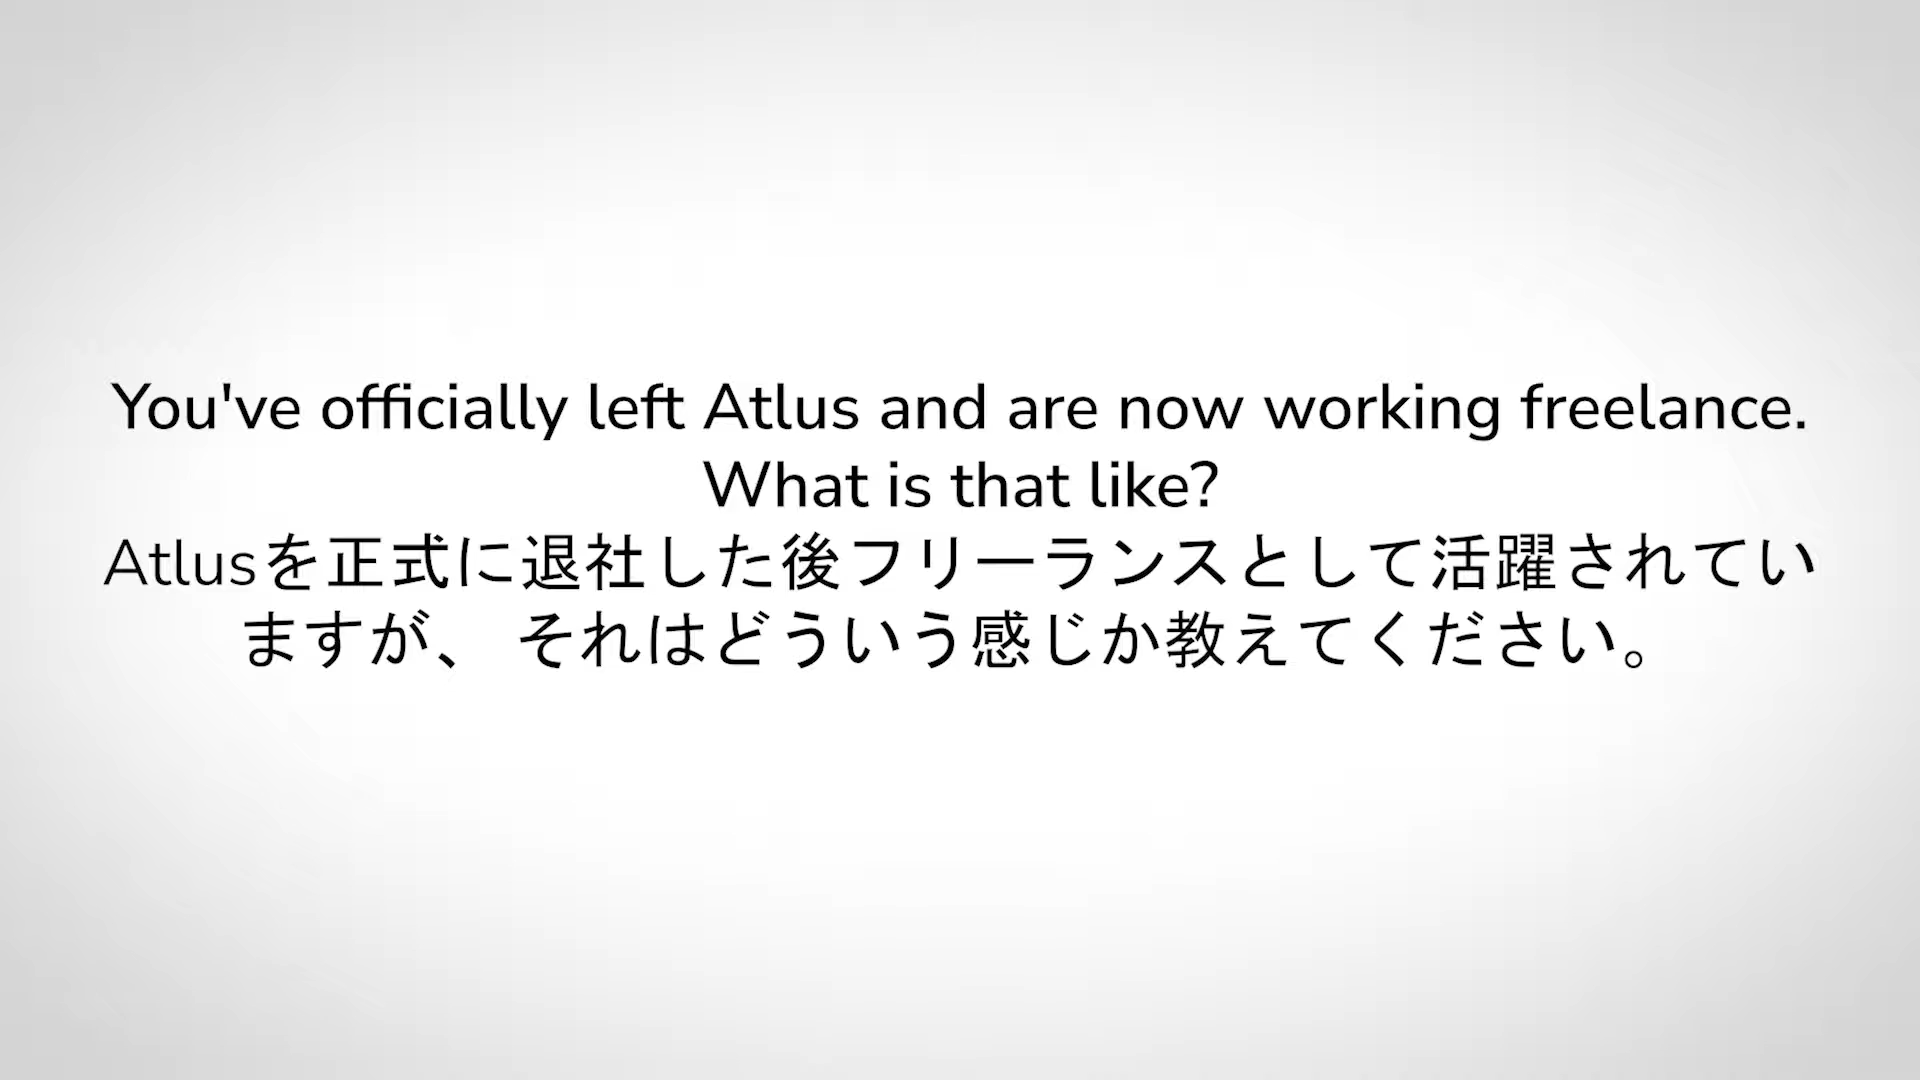 You've officially left Atlus and are now working freelance.
What is that like?
Atlusを正式に退社した後フリーランスとして活躍されてい
ますが、 それはどういう感じか教えてください。